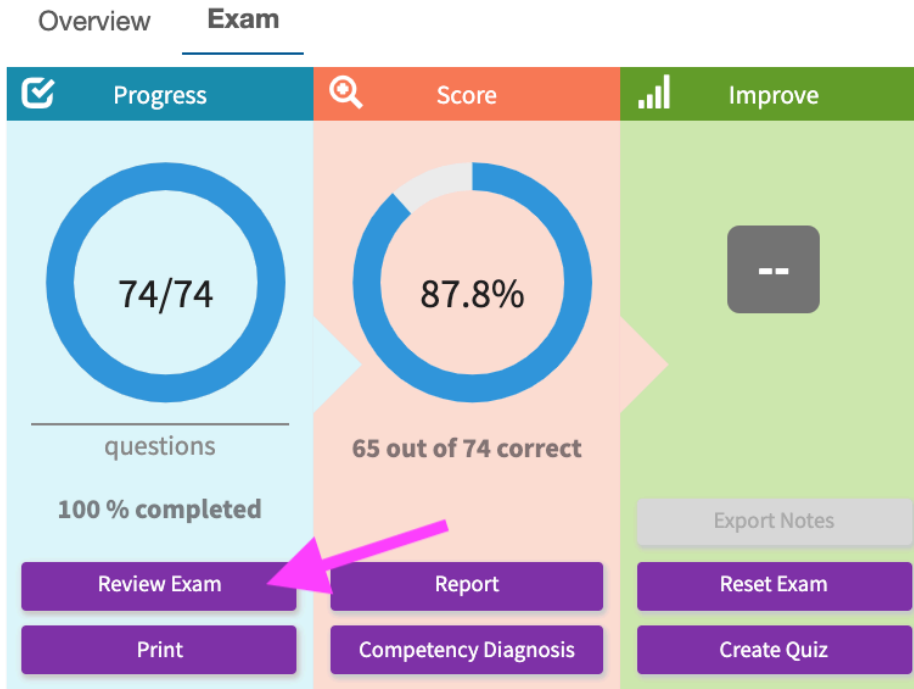 Overview Exam
Progress
Score
Improve
74/74
87.8%
--
questions
65 out of 74 correct
100 % completed
Export Notes
Review Exam
Report
Reset Exam
Print
Competency Diagnosis
Create Quiz